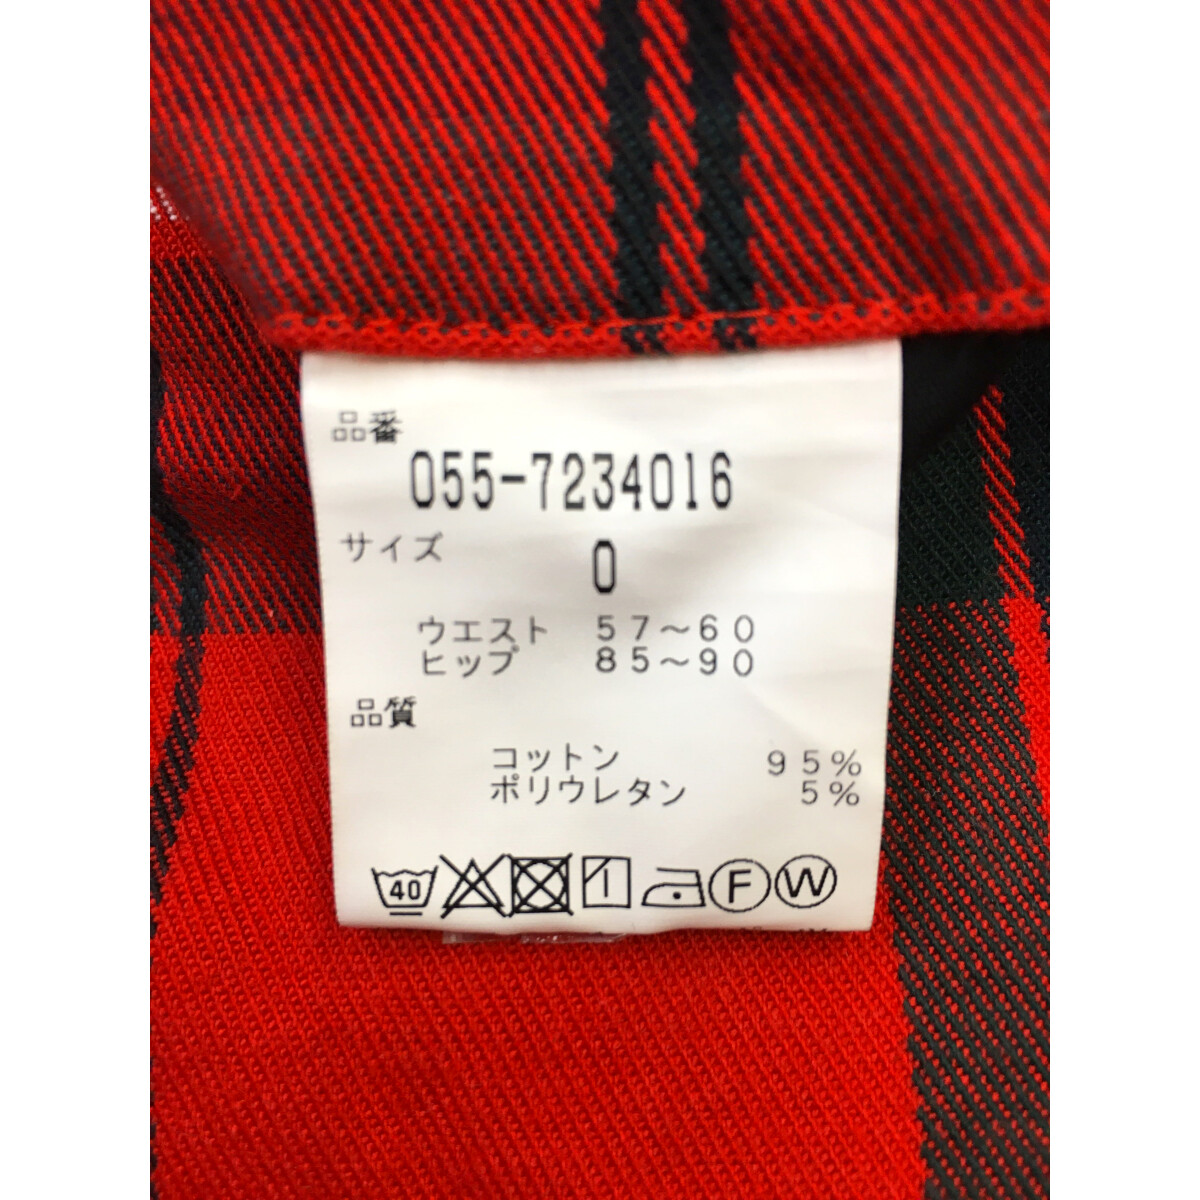 品番
055-7234016
サイズ
0
ウエスト 57〜60
ヒップ 85〜90
品質
コットン 95%
ポリウレタン 5%
40 F W